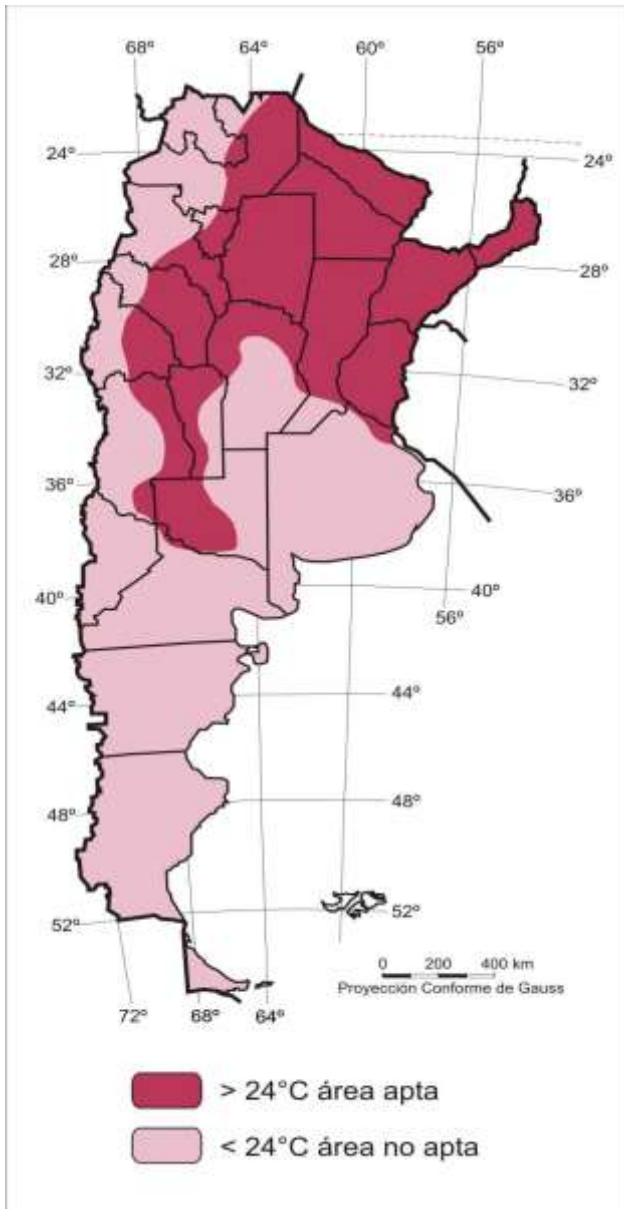 68º 64º 60º 56º
24º 24º
28º 28º
32º 32º
36º 36º
40º 40º
56º
44º 44º
48º 48º
52º 52º
0 200 400 km
Proyección Conforme de Gauss
72º 68º 64º
> 24°C área apta
< 24°C área no apta